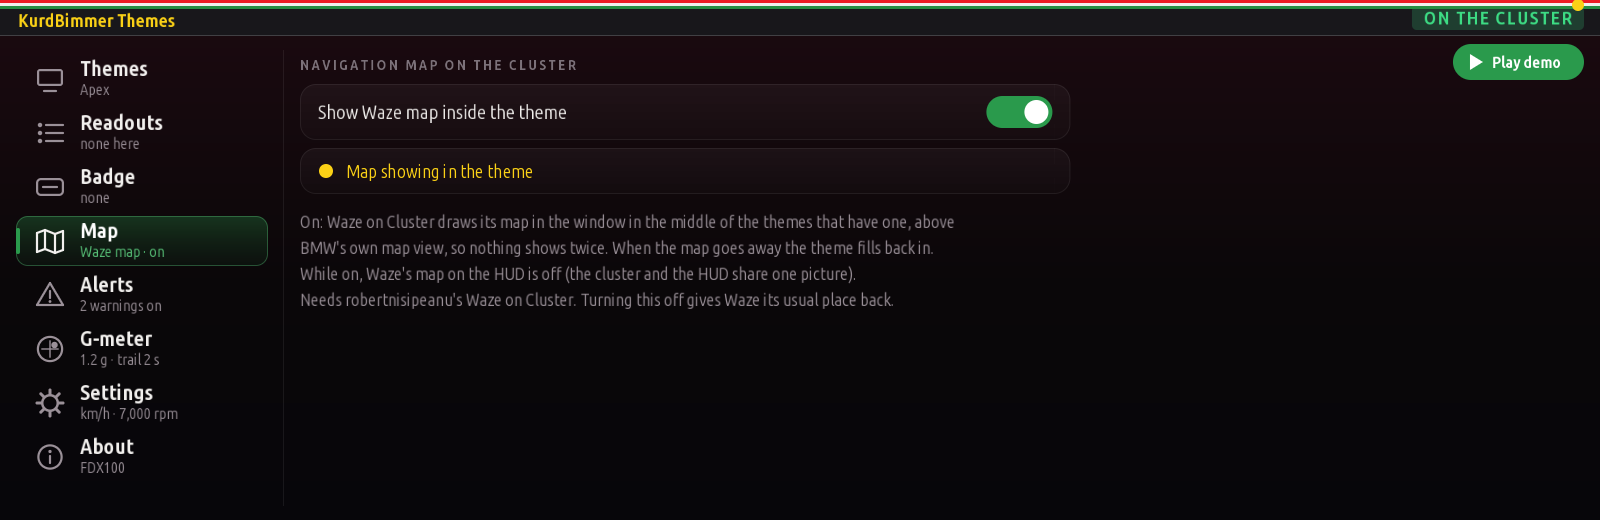 KurdBimmer Themes
ON THE CLUSTER
Play demo
Themes
Apex
Readouts
none here
Badge
none
Map
Waze map · on
Alerts
2 warnings on
G-meter
1.2 g · trail 2 s
Settings
km/h · 7,000 rpm
About
FDX100
NAVIGATION MAP ON THE CLUSTER
Show Waze map inside the theme
Map showing in the theme
On: Waze on Cluster draws its map in the window in the middle of the themes that have one, above
BMW's own map view, so nothing shows twice. When the map goes away the theme fills back in.
While on, Waze's map on the HUD is off (the cluster and the HUD share one picture).
Needs robertnisipeanu's Waze on Cluster. Turning this off gives Waze its usual place back.